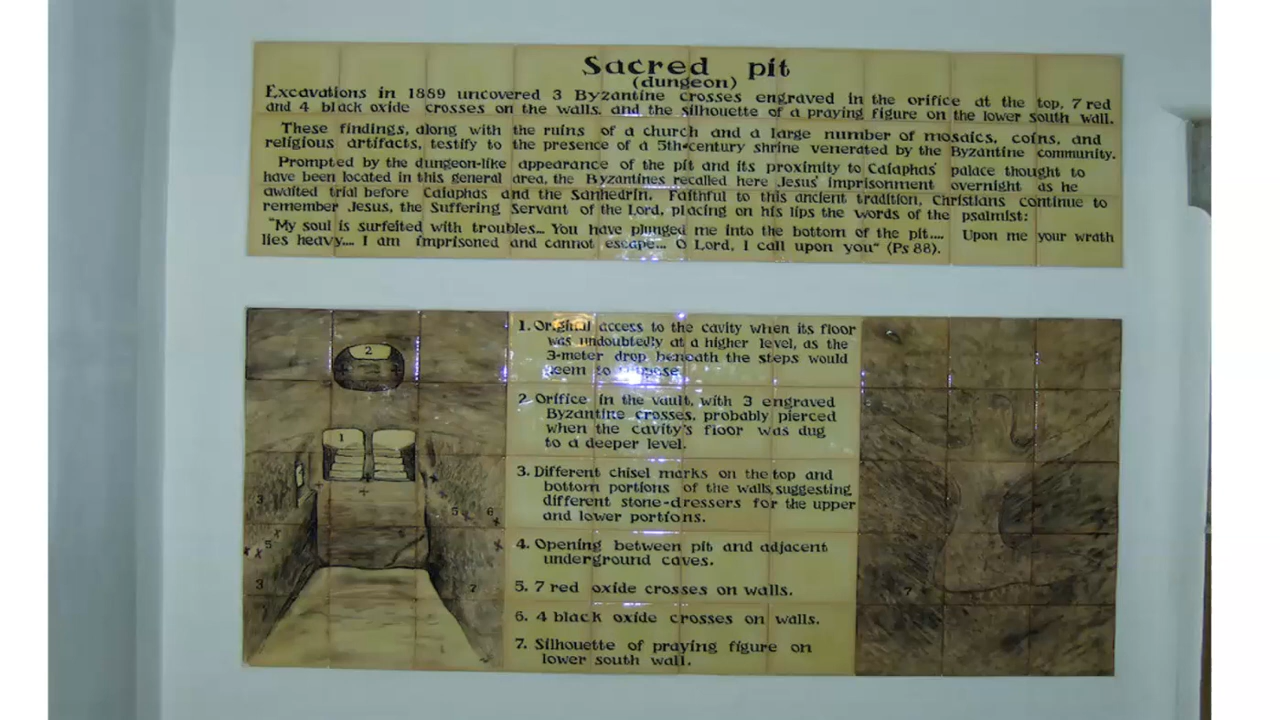 Sacred pit
(dungeon)
Excavations in 1889 uncovered 3 Byzantine crosses engraved in the orifice at the top, 7 red
and 4 black oxide crosses on the walls, and the silhouette of a praying figure on the lower south wall.
These findings, along with the ruins of a church and a large number of mosaics, coins, and
religious artifacts, testify to the presence of a 5th-century shrine venerated by the Byzantine community.
Prompted by the dungeon-like appearance of the pit and its proximity to Caiaphas' palace thought to
have been located in this general area, the Byzantines recalled here Jesus' imprisonment overnight as he
awaited trial before Caiaphas and the Sanhedrin. Faithful to this ancient tradition, Christians continue to
remember Jesus, the Suffering Servant of the Lord, placing on his lips the words of the psalmist:
"My soul is surfeited with troubles... You have plunged me into the bottom of the pit.... Upon me your wrath
lies heavy.... I am imprisoned and cannot escape... O Lord, I call upon you" (Ps 88).
1. Original access to the cavity when its floor
was undoubtedly at a higher level, as the
3-meter drop beneath the steps would
seem to
2. Orifice in the vault, with 3 engraved
Byzantine crosses, probably pierced
when the cavity's floor was dug
to a deeper level.
3. Different chisel marks on the top and
bottom portions of the walls, suggesting
different stone-dressers for the upper
and lower portions.
4. Opening between pit and adjacent
underground caves.
5. 7 red oxide crosses on walls.
6. 4 black oxide crosses on walls.
7. Silhouette of praying figure on
lower south wall.
2
1
3
5
6
5
3
7
7